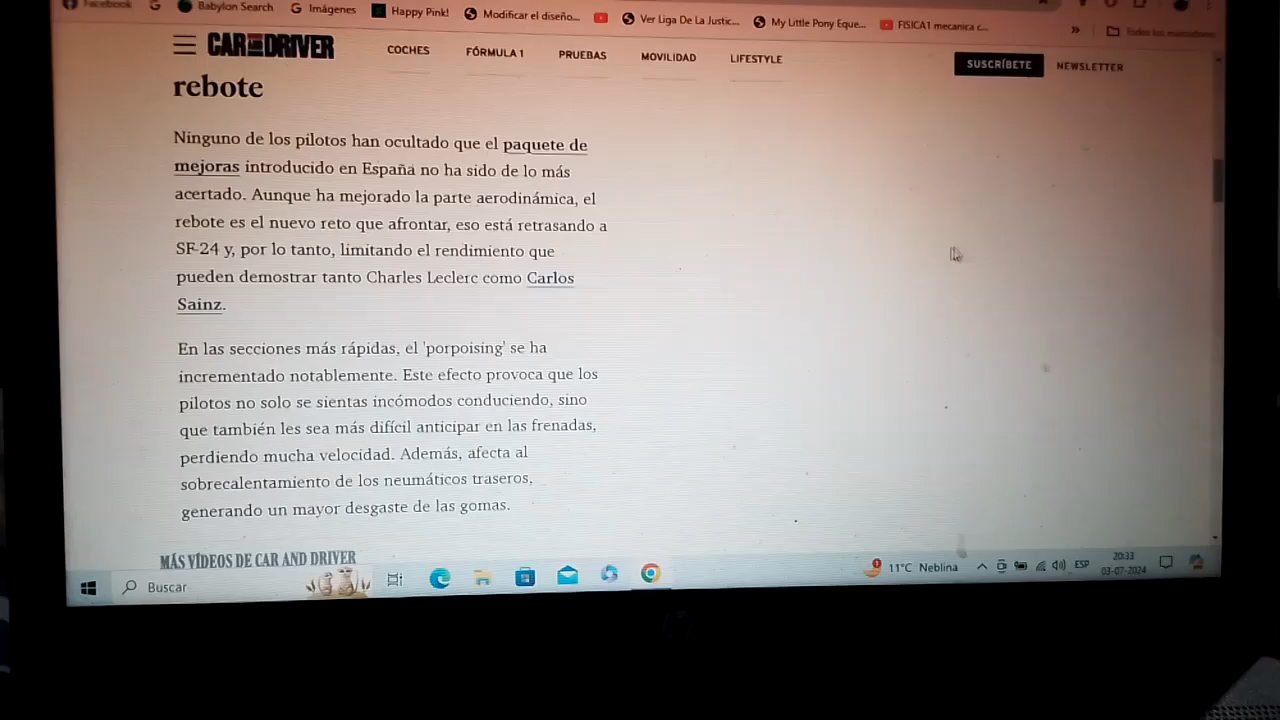 Facebook
Babylon Search
Imágenes
Happy Pink!
Modificar el diseño...
Ver Liga De La Justic...
My Little Pony Eque...
FISICA1 mecanica c...
»
Todos los marcadores
CAR AND DRIVER
COCHES
FÓRMULA 1
PRUEBAS
MOVILIDAD
LIFESTYLE
SUSCRÍBETE
NEWSLETTER
rebote
Ninguno de los pilotos han ocultado que el paquete de
mejoras introducido en España no ha sido de lo más
acertado. Aunque ha mejorado la parte aerodinámica, el
rebote es el nuevo reto que afrontar, eso está retrasando a
SF-24 y, por lo tanto, limitando el rendimiento que
pueden demostrar tanto Charles Leclerc como Carlos
Sainz.
En las secciones más rápidas, el 'porpoising' se ha
incrementado notablemente. Este efecto provoca que los
pilotos no solo se sientas incómodos conduciendo, sino
que también les sea más difícil anticipar en las frenadas,
perdiendo mucha velocidad. Además, afecta al
sobrecalentamiento de los neumáticos traseros,
generando un mayor desgaste de las gomas.
MÁS VÍDEOS DE CAR AND DRIVER
Buscar
11°C Neblina
ESP
20:33
03-07-2024